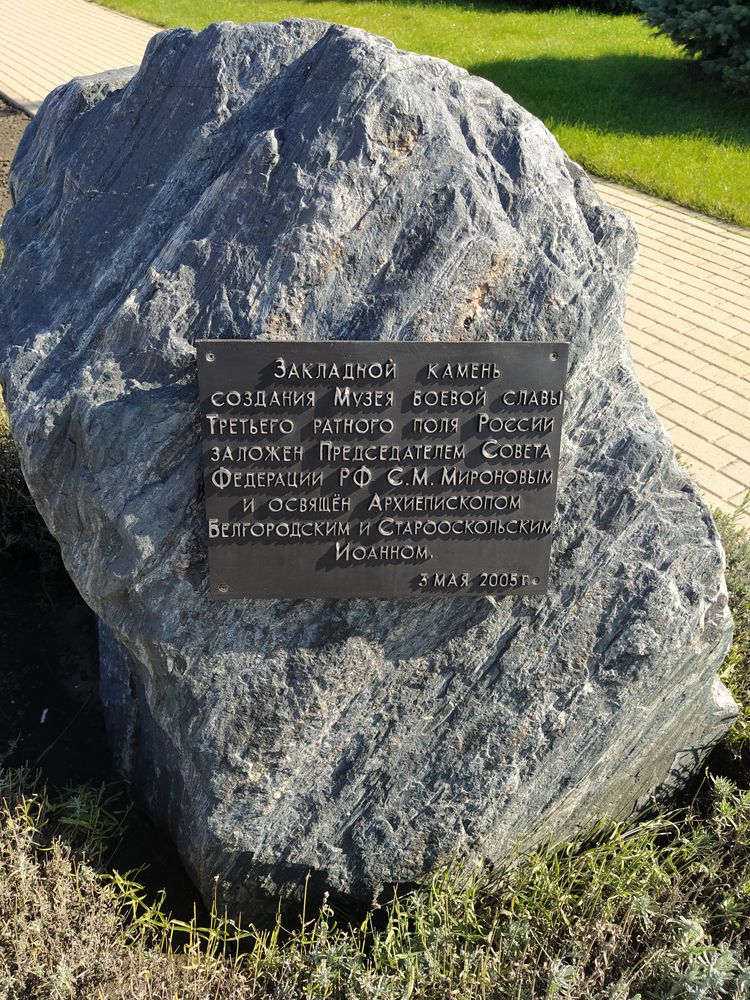 Закладной камень
создания Музея боевой славы
Третьего ратного поля России
заложен Председателем Совета
Федерации РФ С.М. Мироновым
и освящён Архиепископом
Белгородским и Старооскольским
Иоанном.
3 мая 2005 г.